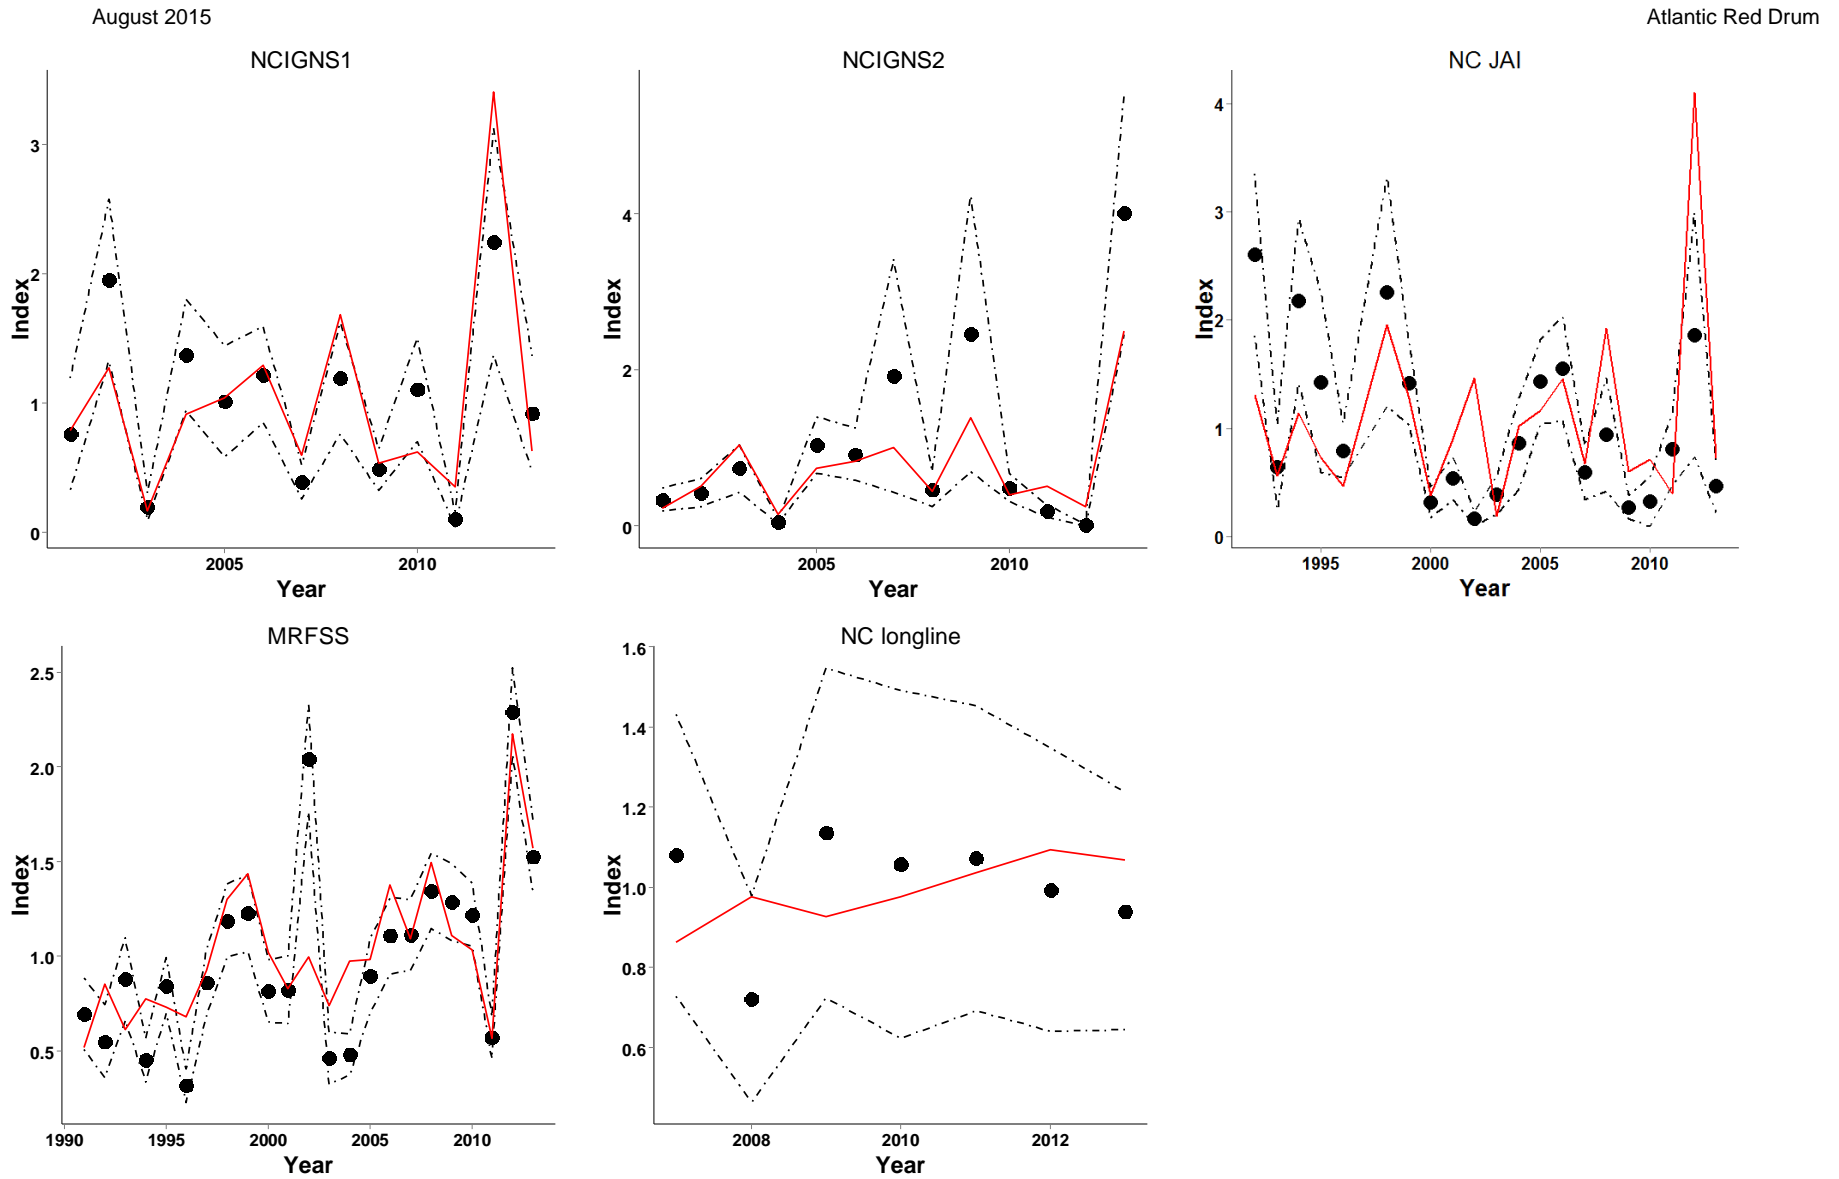 August 2015
Atlantic Red Drum
NCIGNS1
NCIGNS2
NC JAI
Index
3
2
1
0
2005
2010
Year
Index
4
2
0
2005
2010
Year
Index
4
3
2
1
0
1995
2000
2005
2010
Year
MRFSS
NC longline
Index
2.5
2.0
1.5
1.0
0.5
1990
1995
2000
2005
2010
Year
Index
1.6
1.4
1.2
1.0
0.8
0.6
2008
2010
2012
Year